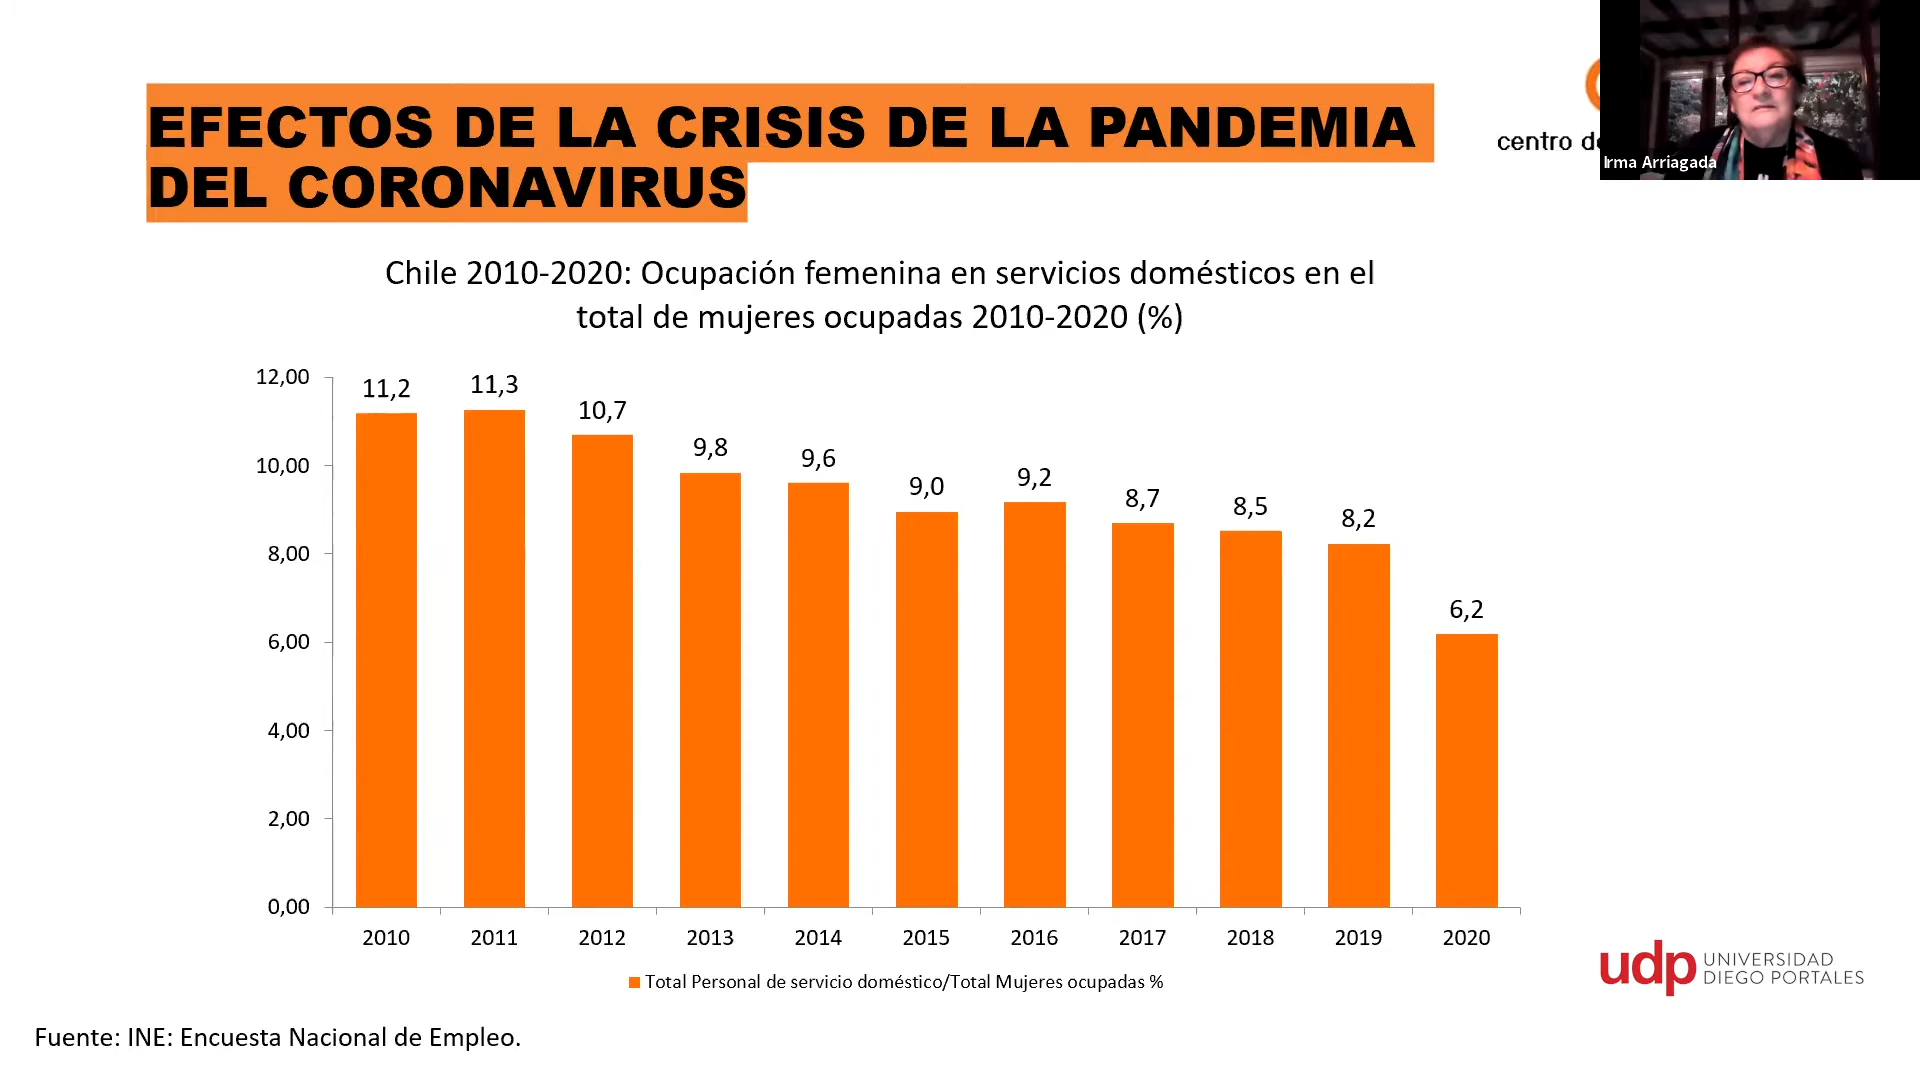 EFECTOS DE LA CRISIS DE LA PANDEMIA
DEL CORONAVIRUS
centro
Irma Arriagada
Chile 2010-2020: Ocupación femenina en servicios domésticos en el
total de mujeres ocupadas 2010-2020 (%)
12,00
10,00
8,00
6,00
4,00
2,00
0,00
11,2
11,3
10,7
9,8
9,6
9,0
9,2
8,7
8,5
8,2
6,2
2010 2011 2012 2013 2014 2015 2016 2017 2018 2019 2020
Total Personal de servicio doméstico/Total Mujeres ocupadas %
udp UNIVERSIDAD
DIEGO PORTALES
Fuente: INE: Encuesta Nacional de Empleo.